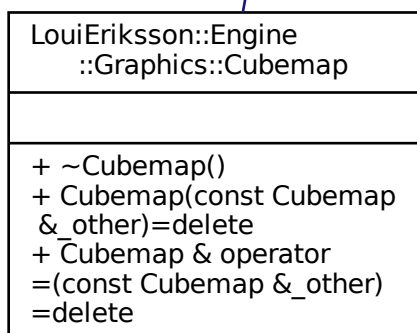 LouiEriksson::Engine
::Graphics::Cubemap
+ ~Cubemap()
+ Cubemap(const Cubemap
&_other)=delete
+ Cubemap & operator
=(const Cubemap &_other)
=delete